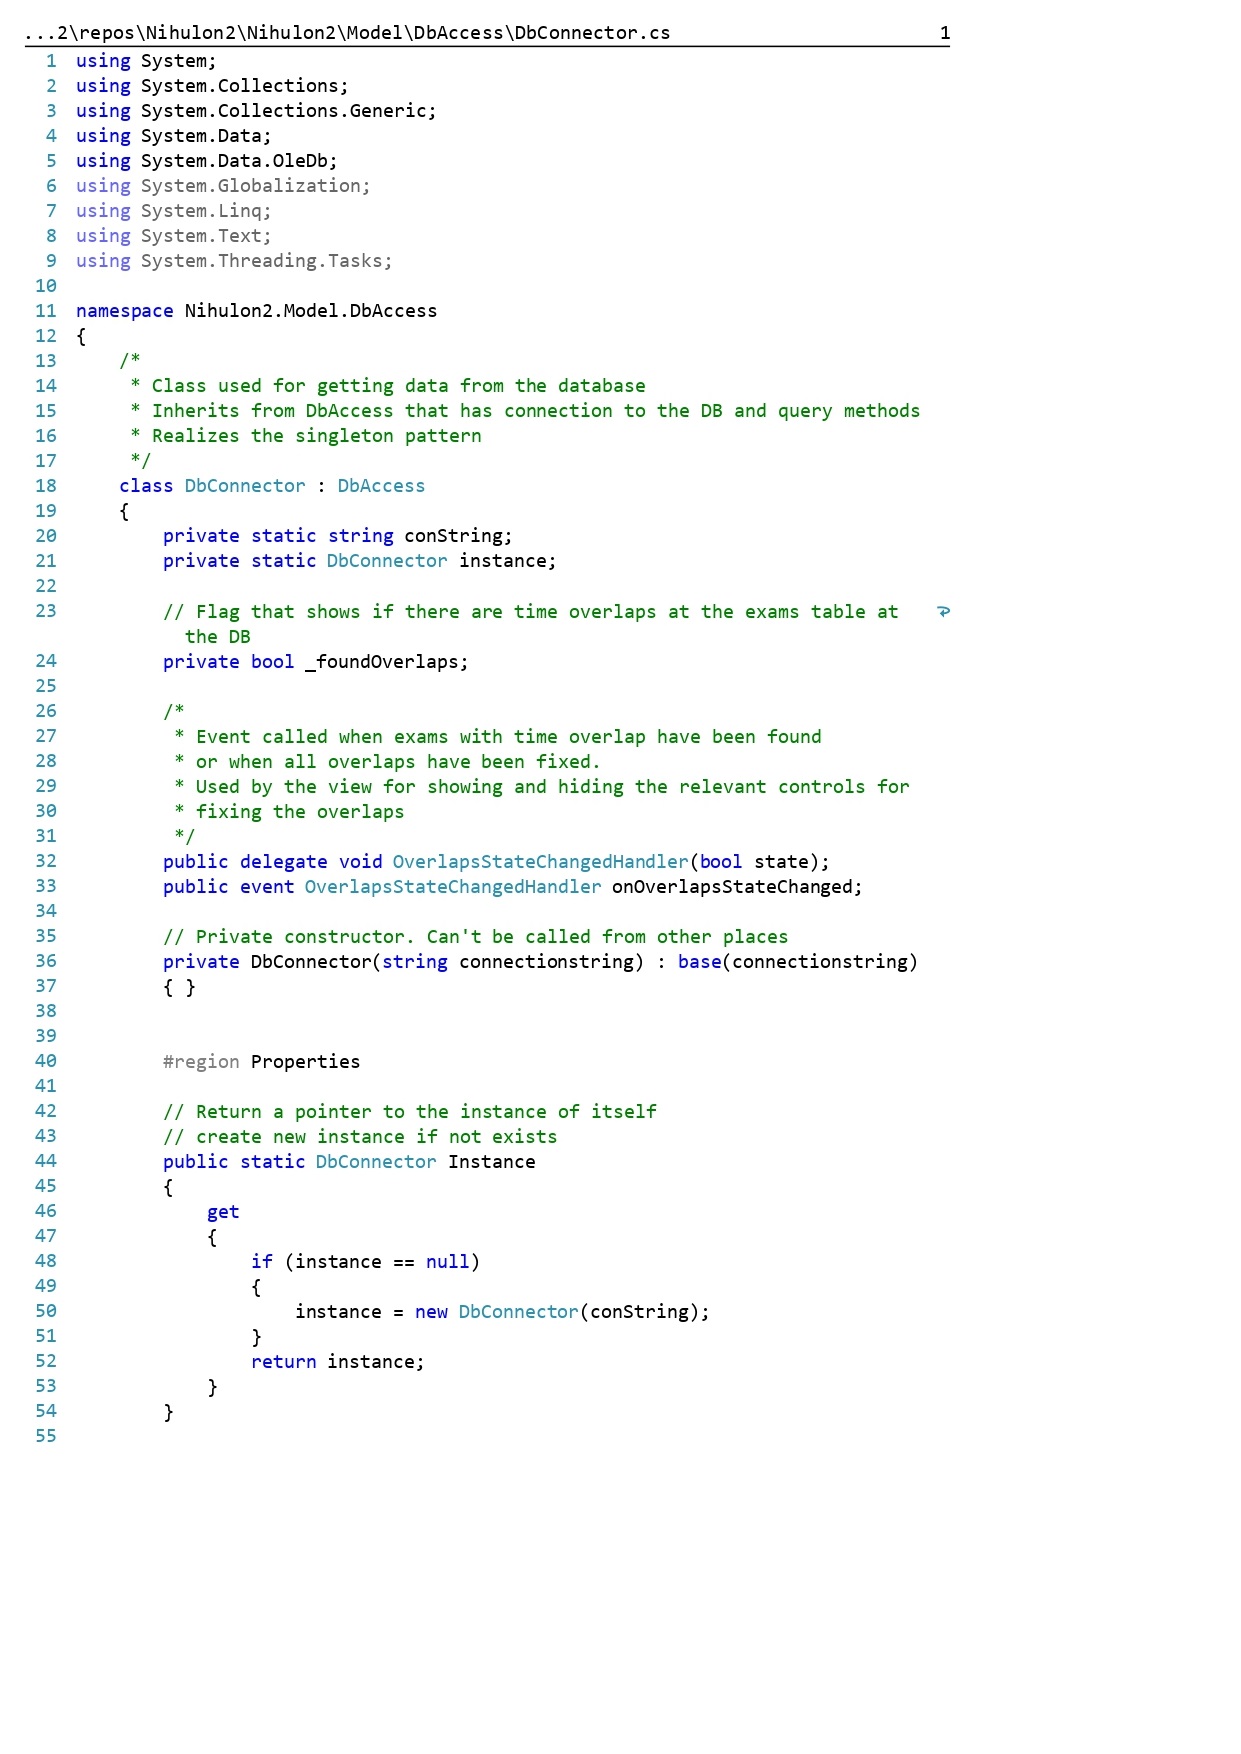 ...2\repos\Nihulon2\Nihulon2\Model\DbAccess\DbConnector.cs 1
1 using System;
2 using System.Collections;
3 using System.Collections.Generic;
4 using System.Data;
5 using System.Data.OleDb;
6 using System.Globalization;
7 using System.Linq;
8 using System.Text;
9 using System.Threading.Tasks;
10
11 namespace Nihulon2.Model.DbAccess
12 {
13     /*
14      * Class used for getting data from the database
15      * Inherits from DbAccess that has connection to the DB and query methods
16      * Realizes the singleton pattern
17      */
18     class DbConnector : DbAccess
19     {
20         private static string conString;
21         private static DbConnector instance;
22
23         // Flag that shows if there are time overlaps at the exams table at
the DB
24         private bool _foundOverlaps;
25
26         /*
27          * Event called when exams with time overlap have been found
28          * or when all overlaps have been fixed.
29          * Used by the view for showing and hiding the relevant controls for
30          * fixing the overlaps
31          */
32         public delegate void OverlapsStateChangedHandler(bool state);
33         public event OverlapsStateChangedHandler onOverlapsStateChanged;
34
35         // Private constructor. Can't be called from other places
36         private DbConnector(string connectionstring) : base(connectionstring)
37         { }
38
39
40         #region Properties
41
42         // Return a pointer to the instance of itself
43         // create new instance if not exists
44         public static DbConnector Instance
45         {
46             get
47             {
48                 if (instance == null)
49                 {
50                     instance = new DbConnector(conString);
51                 }
52                 return instance;
53             }
54         }
55